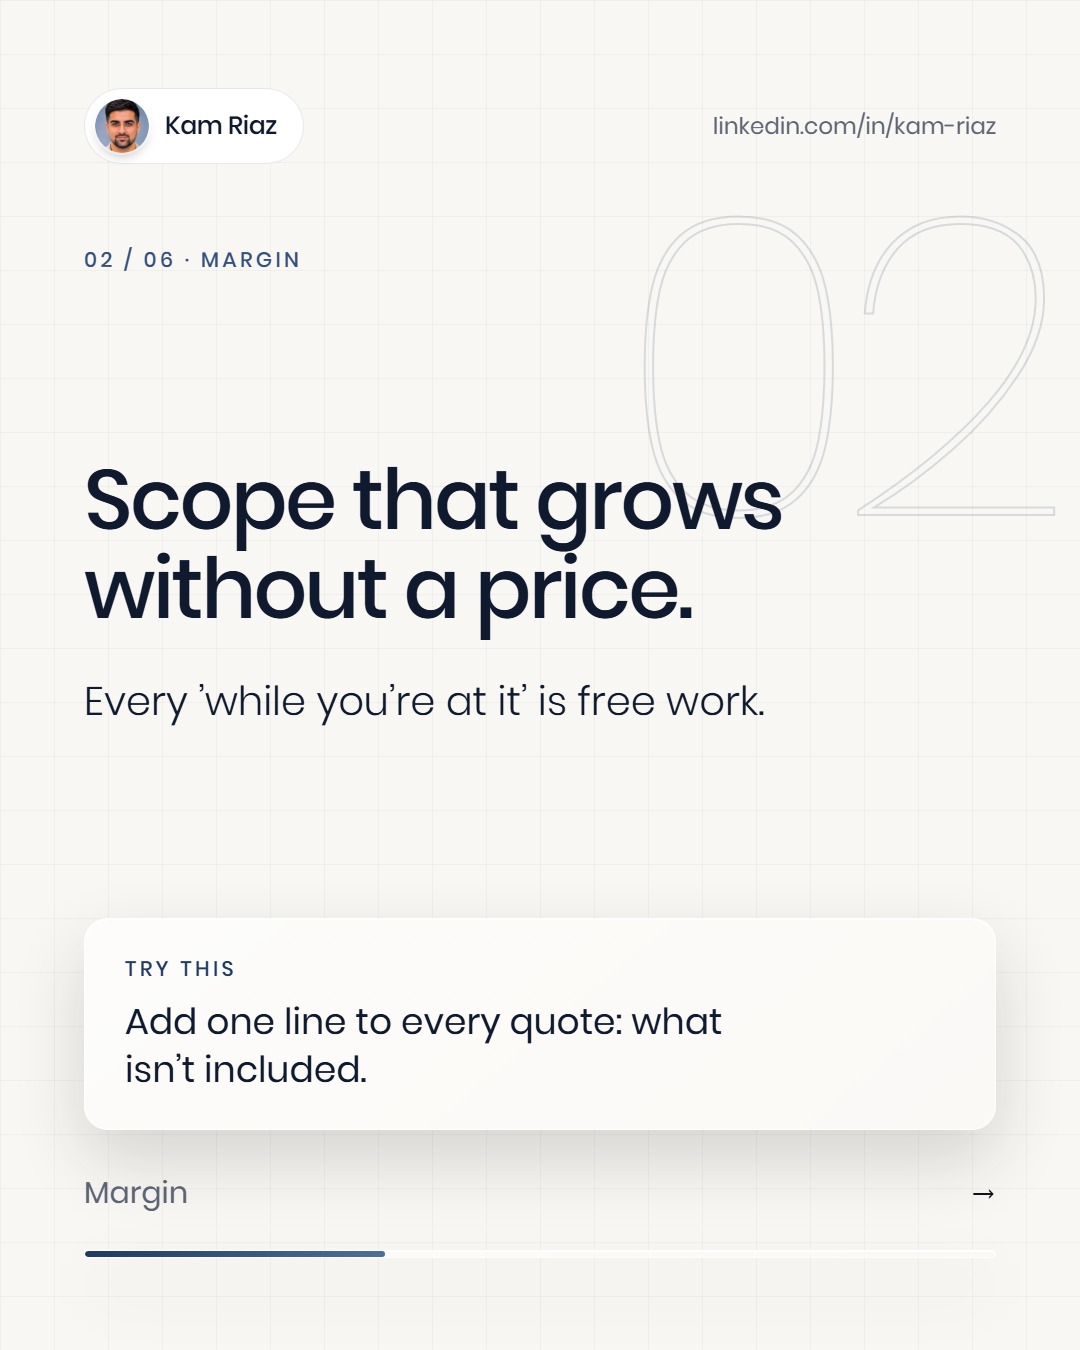 Kam Riaz
linkedin.com/in/kam-riaz
02 / 06 · MARGIN
02
Scope that grows
without a price.
Every ’while you’re at it’ is free work.
TRY THIS
Add one line to every quote: what
isn’t included.
Margin
→